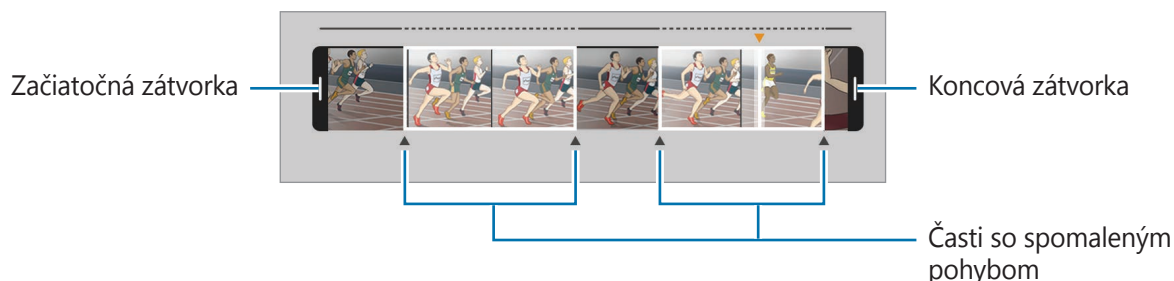 Začiatočná zátvorka
Koncová zátvorka
Časti so spomaleným
pohybom